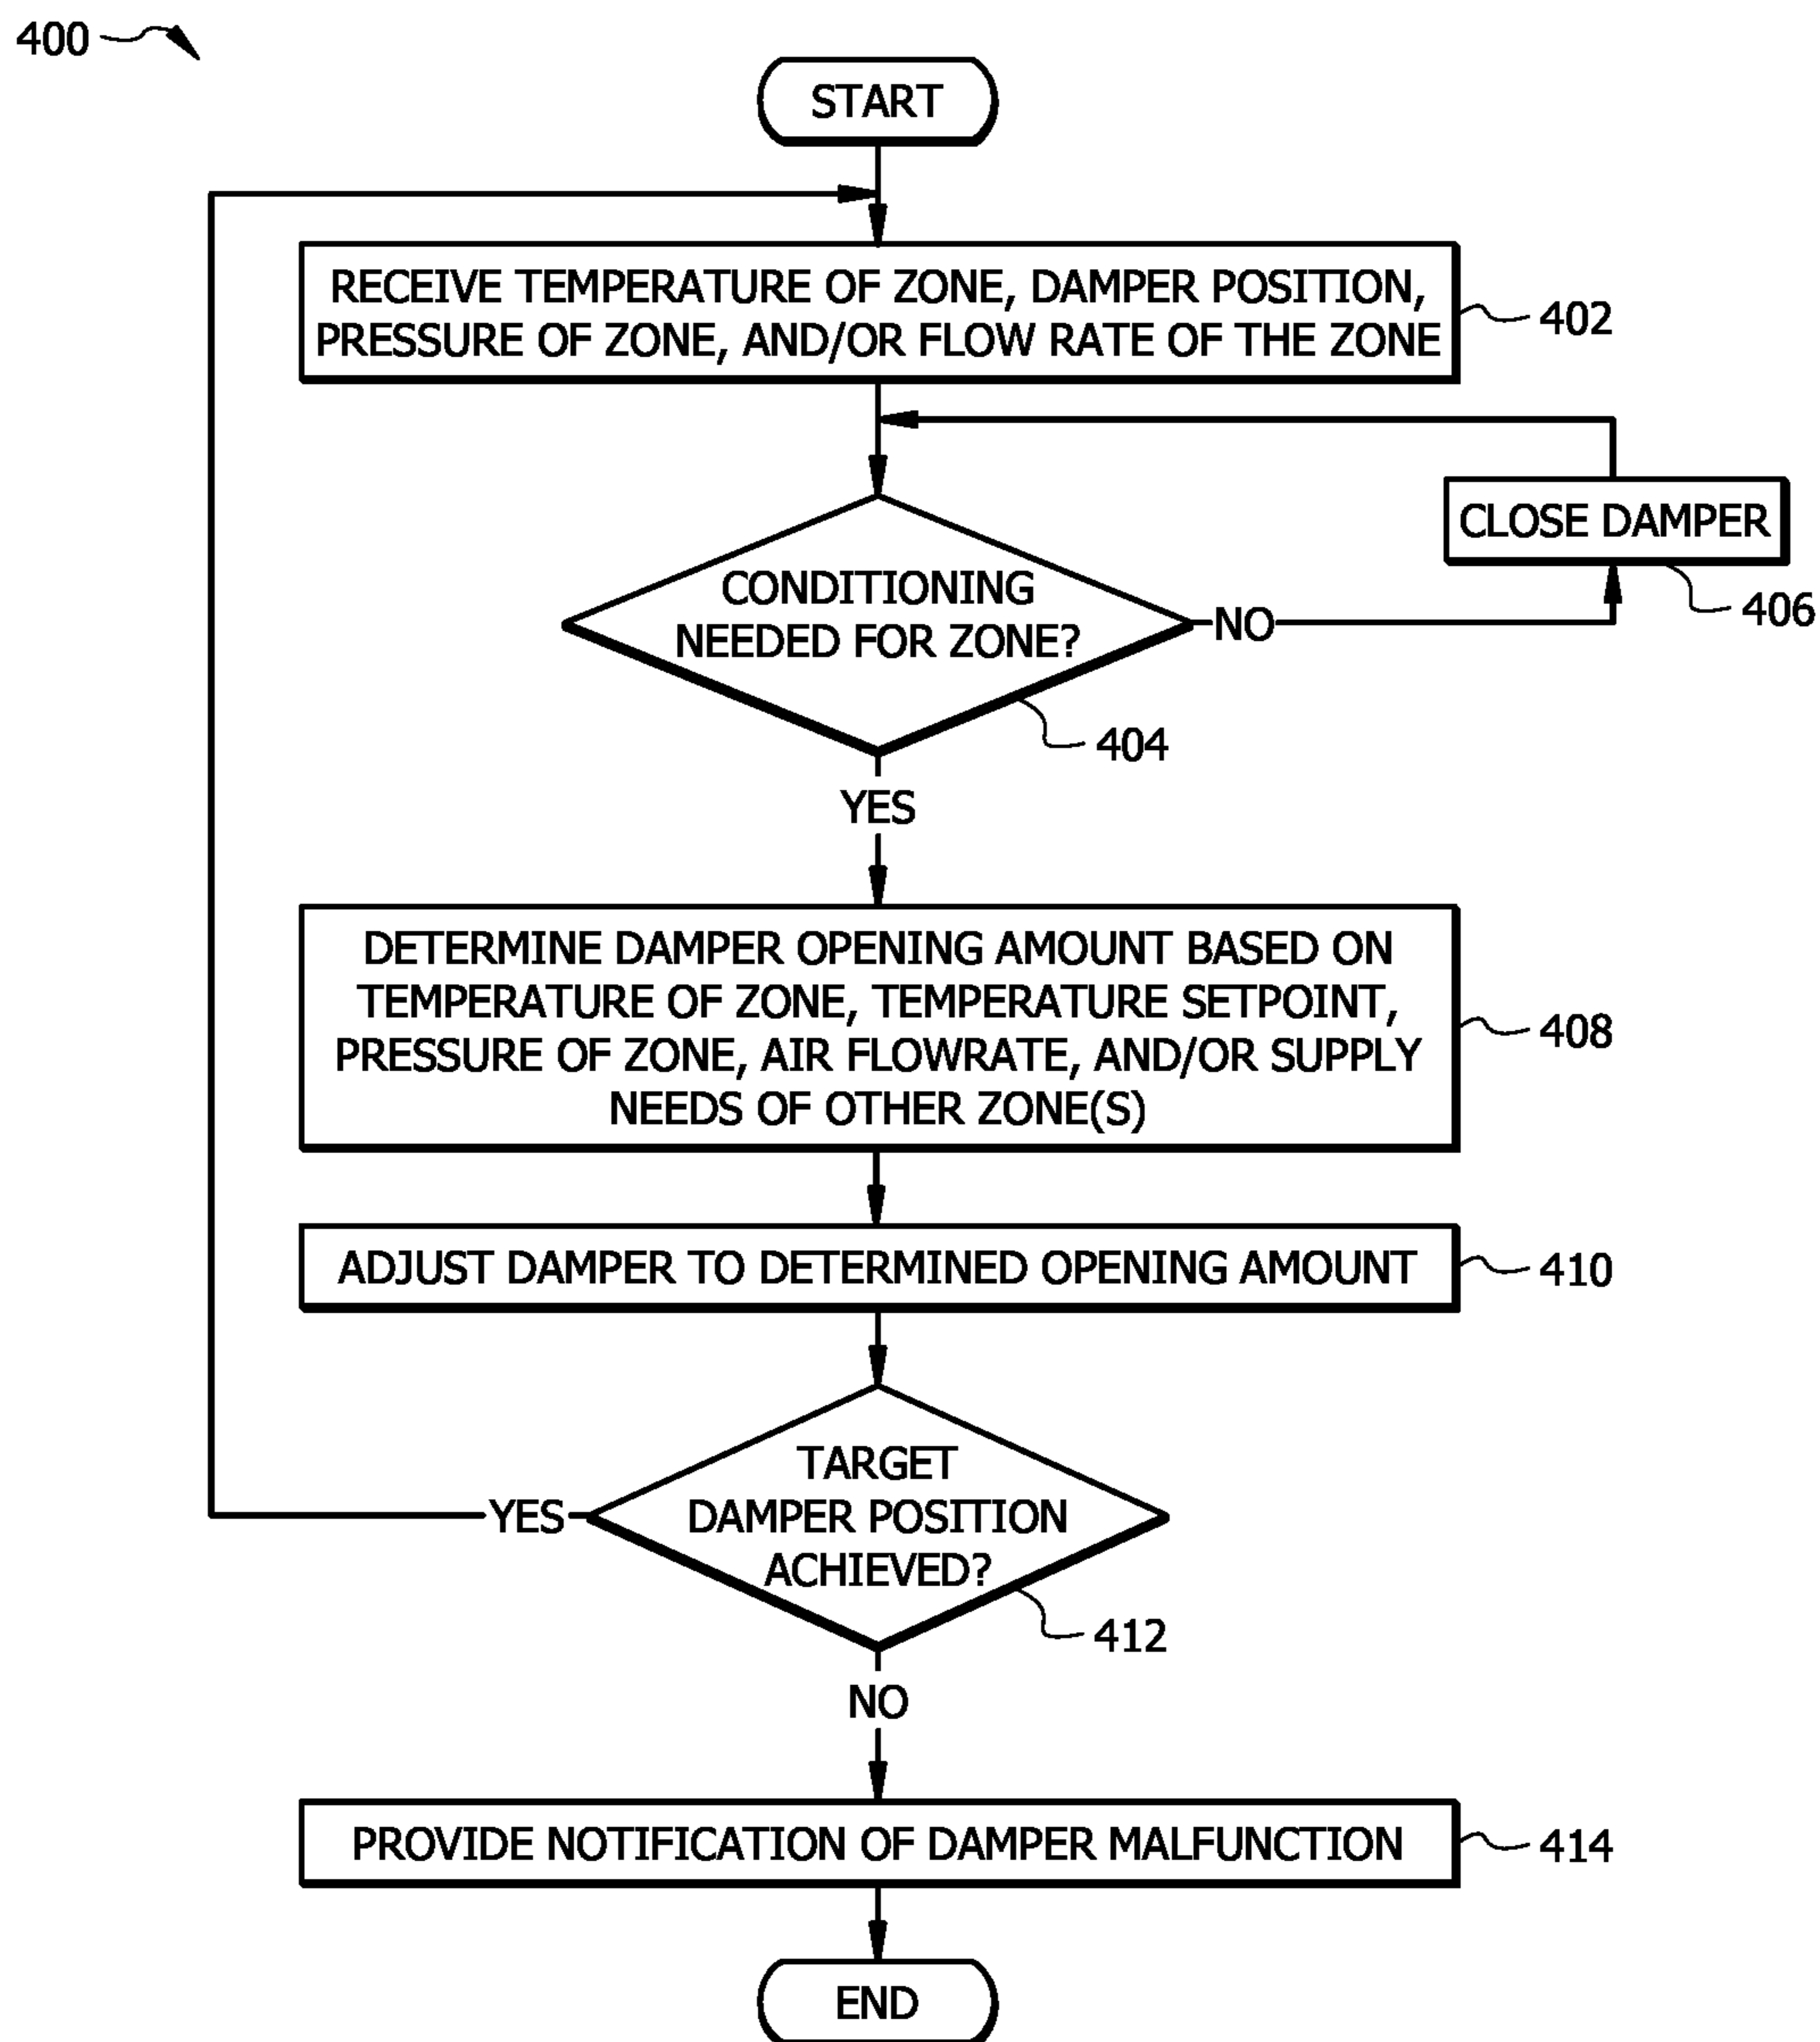 400
START
RECEIVE TEMPERATURE OF ZONE, DAMPER POSITION,
PRESSURE OF ZONE, AND/OR FLOW RATE OF THE ZONE
402
CLOSE DAMPER
406
CONDITIONING
NEEDED FOR ZONE?
NO
404
YES
DETERMINE DAMPER OPENING AMOUNT BASED ON
TEMPERATURE OF ZONE, TEMPERATURE SETPOINT,
PRESSURE OF ZONE, AIR FLOWRATE, AND/OR SUPPLY
NEEDS OF OTHER ZONE(S)
408
ADJUST DAMPER TO DETERMINED OPENING AMOUNT
410
TARGET
DAMPER POSITION
ACHIEVED?
YES
412
NO
PROVIDE NOTIFICATION OF DAMPER MALFUNCTION
414
END